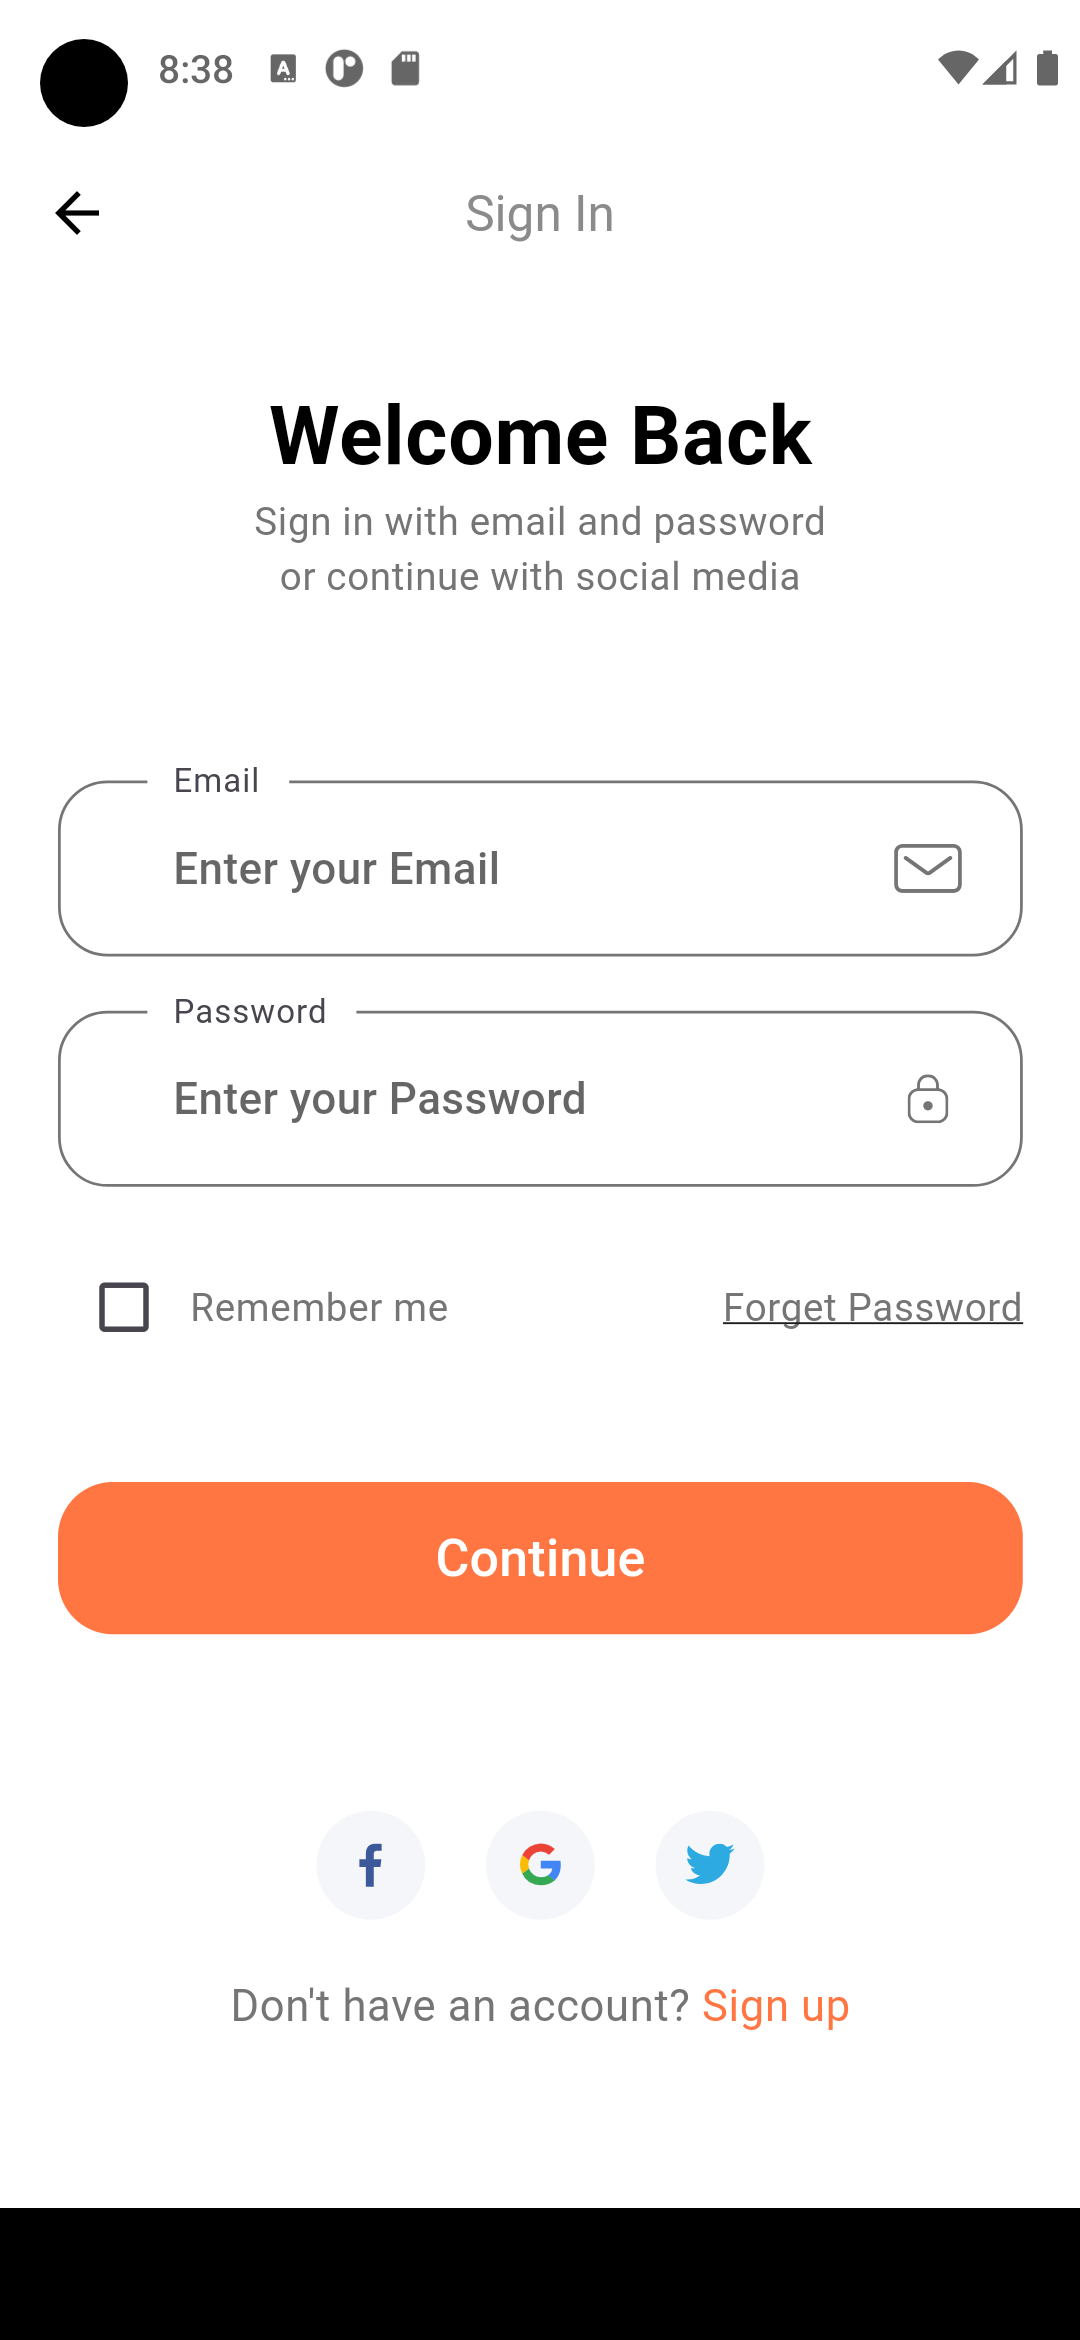 8:38
Sign In
Welcome Back
Sign in with email and password
or continue with social media
Email
Enter your Email
Password
Enter your Password
Remember me
Forget Password
Continue
Don't have an account? Sign up